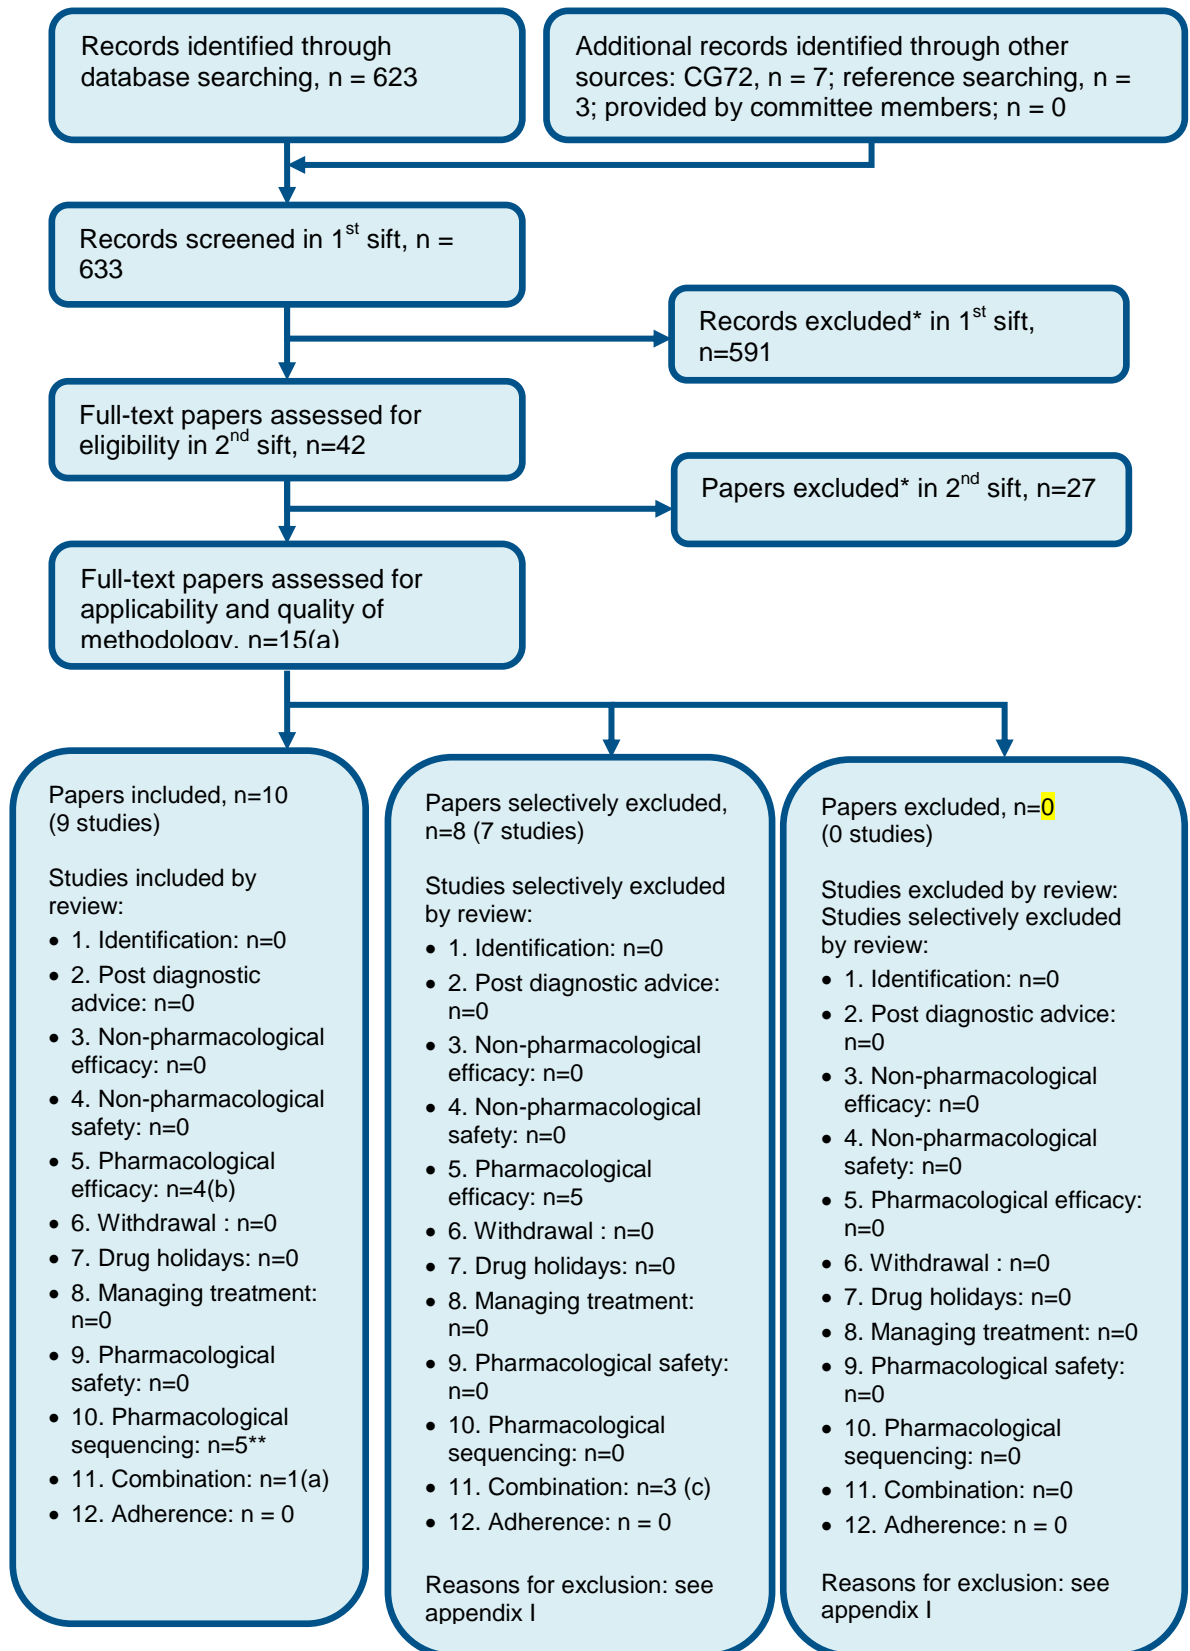 Records identified through
database searching, n = 623
Additional records identified through other
sources: CG72, n = 7; reference searching, n =
3; provided by committee members; n = 0
Records screened in 1st sift, n =
633
Records excluded* in 1st sift,
n=591
Full-text papers assessed for
eligibility in 2nd sift, n=42
Papers excluded* in 2nd sift, n=27
Full-text papers assessed for
applicability and quality of
methodology, n=15(a)
Papers included, n=10
(9 studies)
Studies included by
review:
• 1. Identification: n=0
• 2. Post diagnostic
advice: n=0
• 3. Non-pharmacological
efficacy: n=0
• 4. Non-pharmacological
safety: n=0
• 5. Pharmacological
efficacy: n=4(b)
• 6. Withdrawal : n=0
• 7. Drug holidays: n=0
• 8. Managing treatment:
n=0
• 9. Pharmacological
safety: n=0
• 10. Pharmacological
sequencing: n=5**
• 11. Combination: n=1(a)
• 12. Adherence: n = 0
Papers selectively excluded,
n=8 (7 studies)
Studies selectively excluded
by review:
• 1. Identification: n=0
• 2. Post diagnostic advice:
n=0
• 3. Non-pharmacological
efficacy: n=0
• 4. Non-pharmacological
safety: n=0
• 5. Pharmacological
efficacy: n=5
• 6. Withdrawal : n=0
• 7. Drug holidays: n=0
• 8. Managing treatment:
n=0
• 9. Pharmacological safety:
n=0
• 10. Pharmacological
sequencing: n=0
• 11. Combination: n=3 (c)
• 12. Adherence: n = 0
Reasons for exclusion: see
appendix I
Papers excluded, n=0
(0 studies)
Studies excluded by review:
Studies selectively excluded
by review:
• 1. Identification: n=0
• 2. Post diagnostic advice:
n=0
• 3. Non-pharmacological
efficacy: n=0
• 4. Non-pharmacological
safety: n=0
• 5. Pharmacological efficacy:
n=0
• 6. Withdrawal : n=0
• 7. Drug holidays: n=0
• 8. Managing treatment: n=0
• 9. Pharmacological safety:
n=0
• 10. Pharmacological
sequencing: n=0
• 11. Combination: n=0
• 12. Adherence: n = 0
Reasons for exclusion: see
appendix I